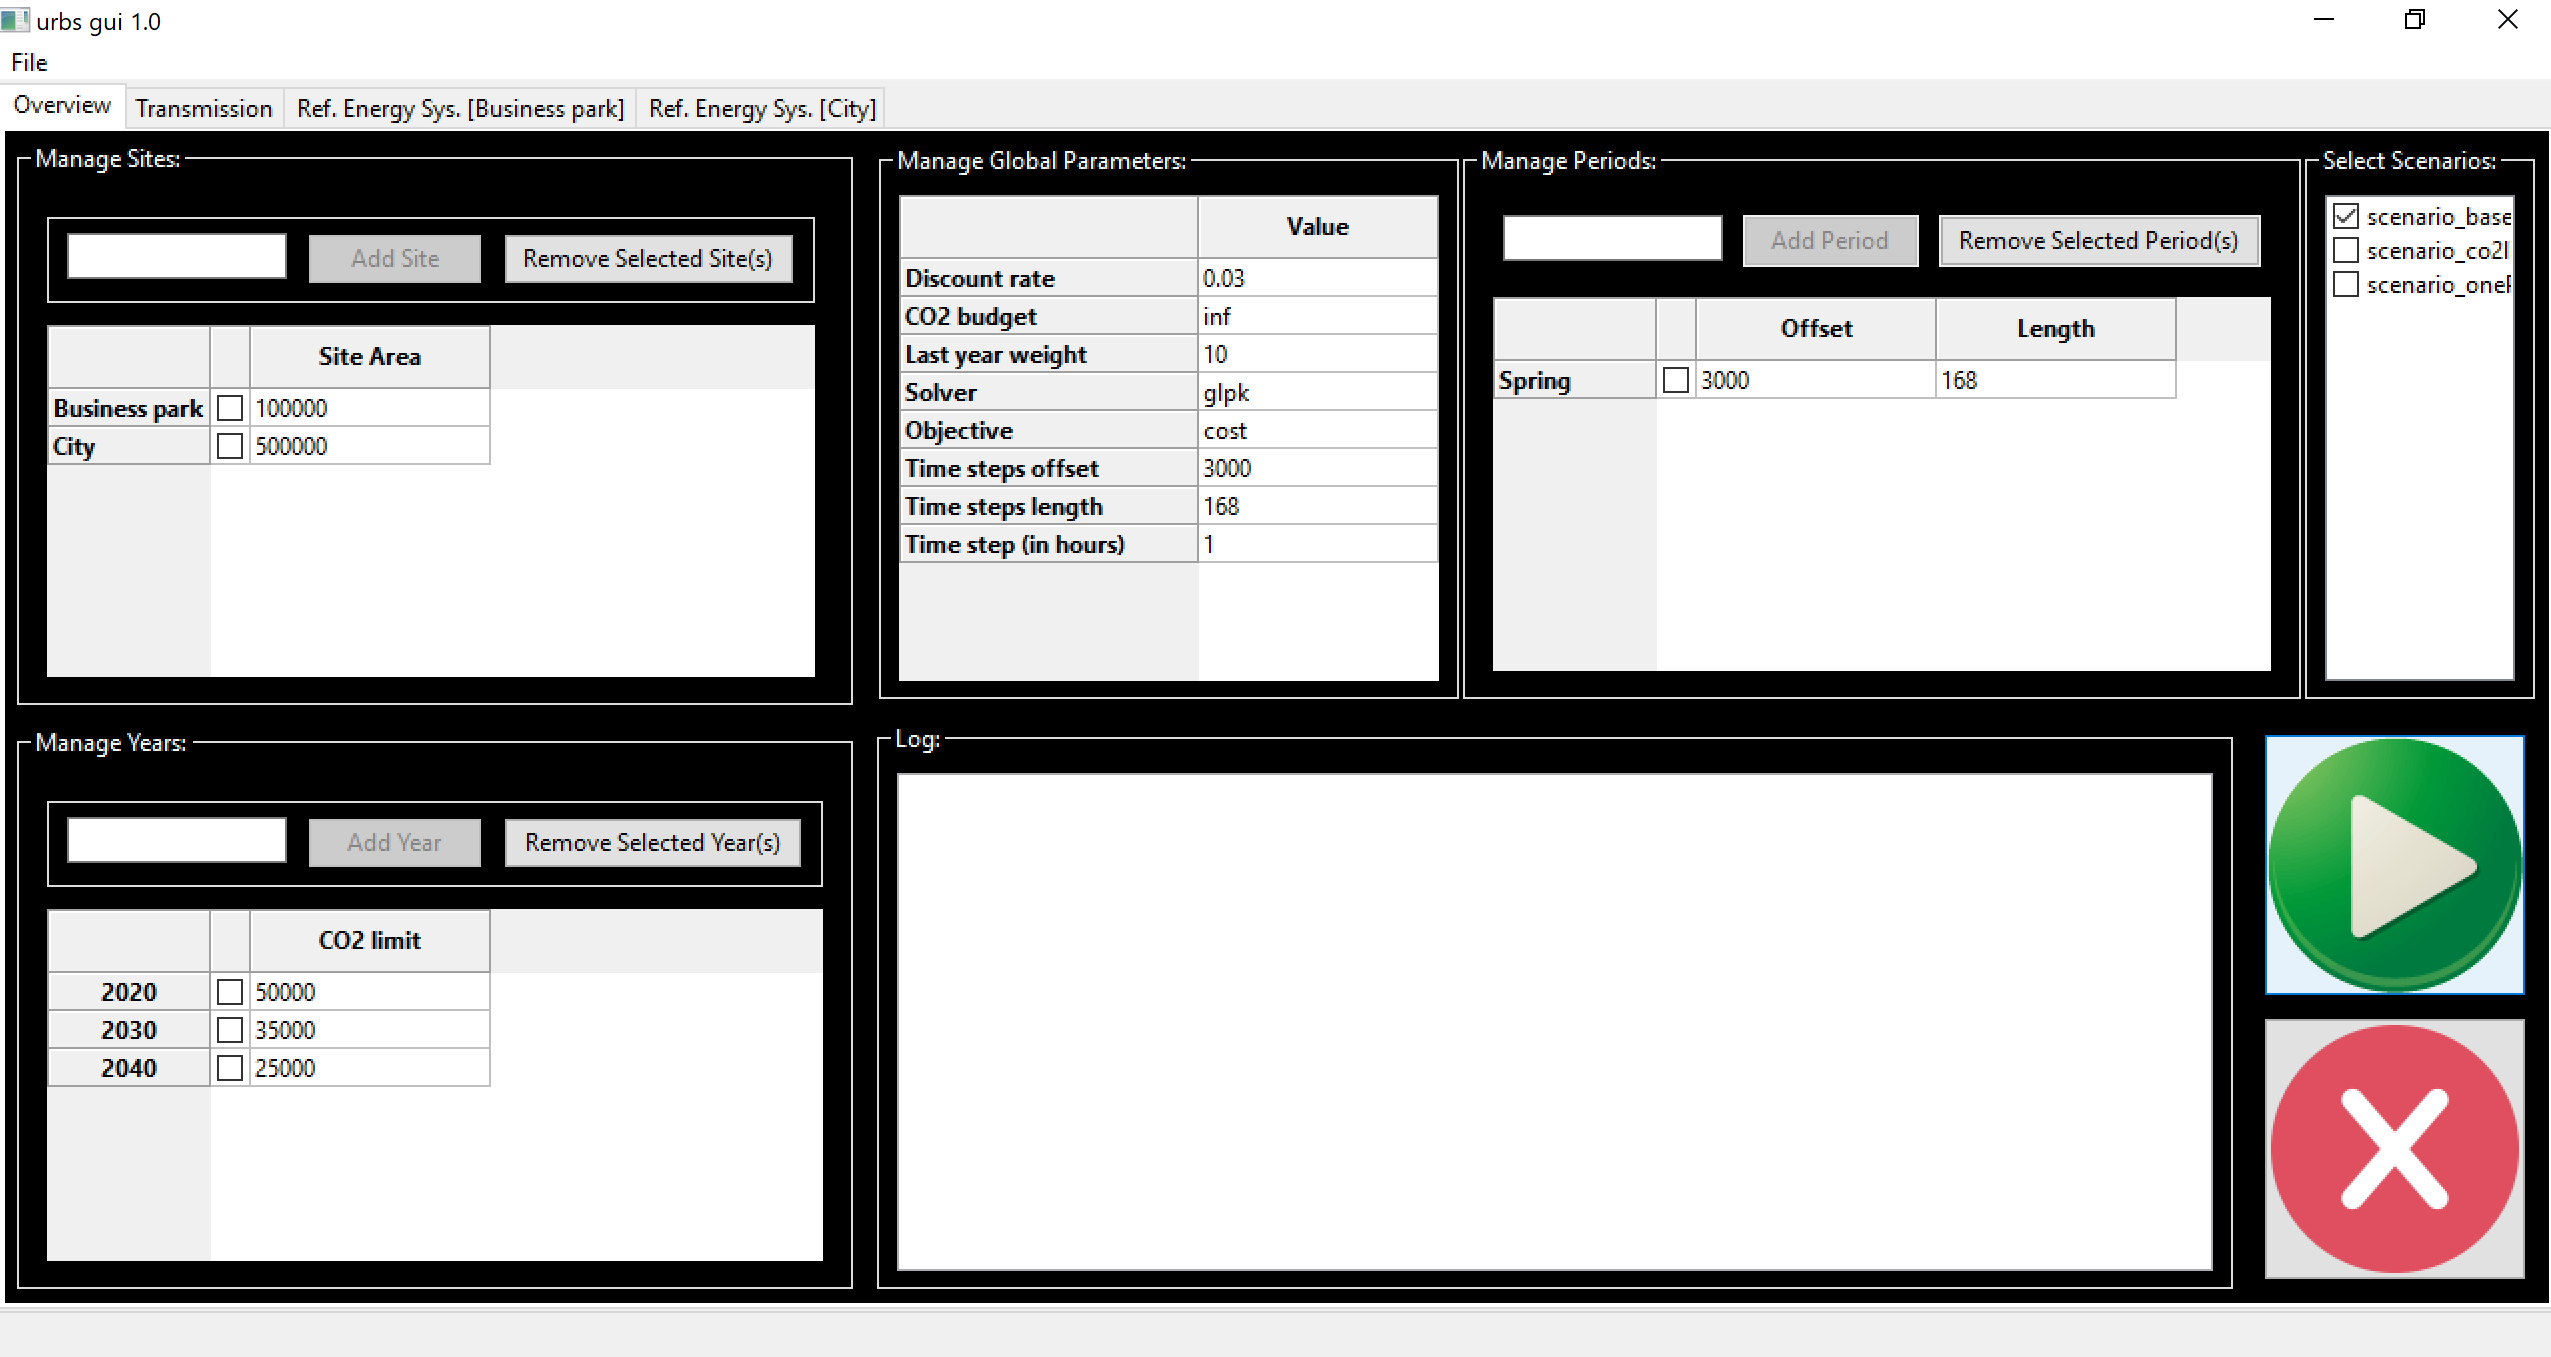 urbs gui 1.0
File
Overview
Transmission
Ref. Energy Sys. [Business park]
Ref. Energy Sys. [City]
Manage Sites:
Add Site
Remove Selected Site(s)
Site Area
Business park 100000
City 500000
Manage Global Parameters:
Value
Discount rate 0.03
CO2 budget inf
Last year weight 10
Solver glpk
Objective cost
Time steps offset 3000
Time steps length 168
Time step (in hours) 1
Manage Periods:
Add Period
Remove Selected Period(s)
Offset Length
Spring 3000 168
Select Scenarios:
scenario_base
scenario_co2l
scenario_one
Manage Years:
Add Year
Remove Selected Year(s)
CO2 limit
2020 50000
2030 35000
2040 25000
Log: